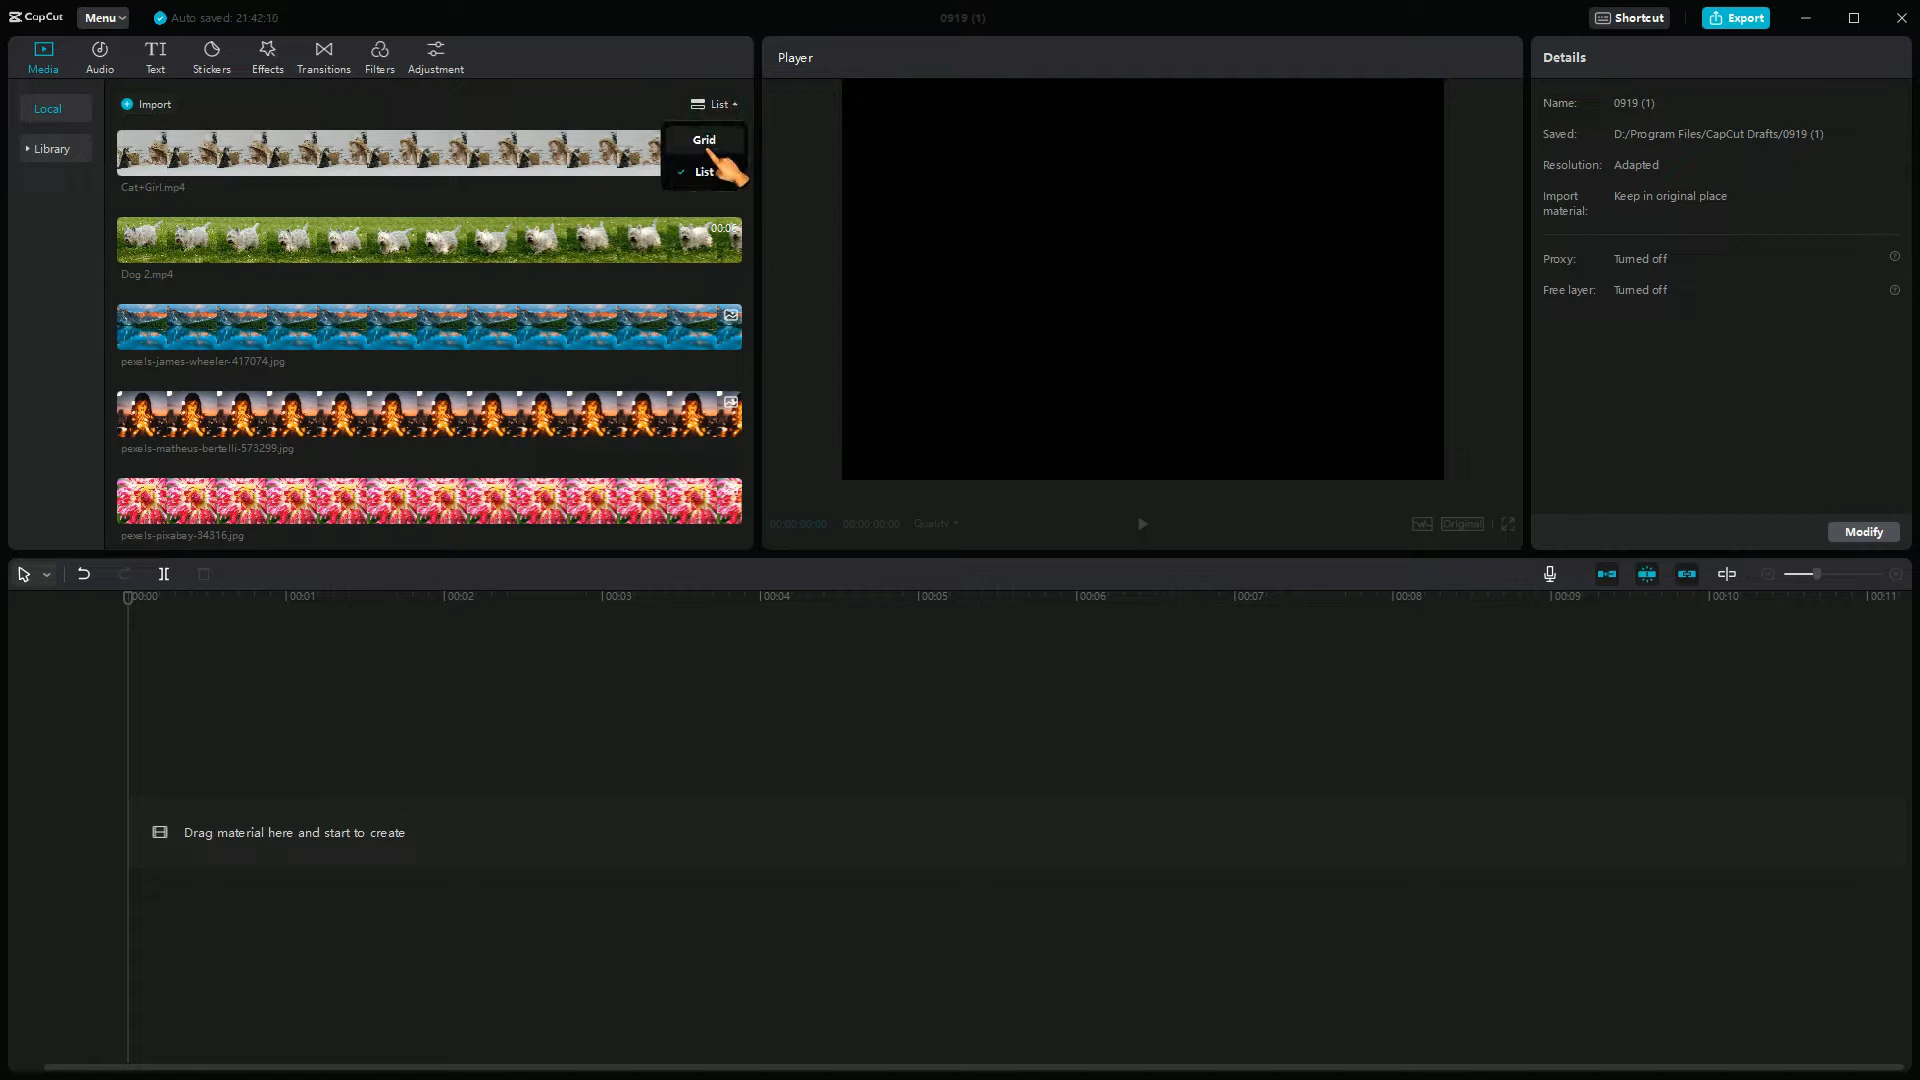 CapCut
Menu
Auto saved: 21:42:16
0919 (1)
Shortcut
Export
Media
Audio
Text
Stickers
Effects
Transitions
Filters
Adjustment
Player
Details
Local
Library
Import
List
Grid
List
Cat+Girl.mp4
00:06
Dog 2.mp4
pexels-james-wheeler-417074.jpg
pexels-matheus-bertelli-573299.jpg
pexels-pixabay-34316.jpg
00:00:00:00
00:00:00:00
Quality
Original
Name: 0919 (1)
Saved: D:/Program Files/CapCut Drafts/0919 (1)
Resolution: Adapted
Import material: Keep in original place
Proxy: Turned off
Free layer: Turned off
Modify
00:00 00:01 00:02 00:03 00:04 00:05 00:06 00:07 00:08 00:09 00:10 00:11
Drag material here and start to create